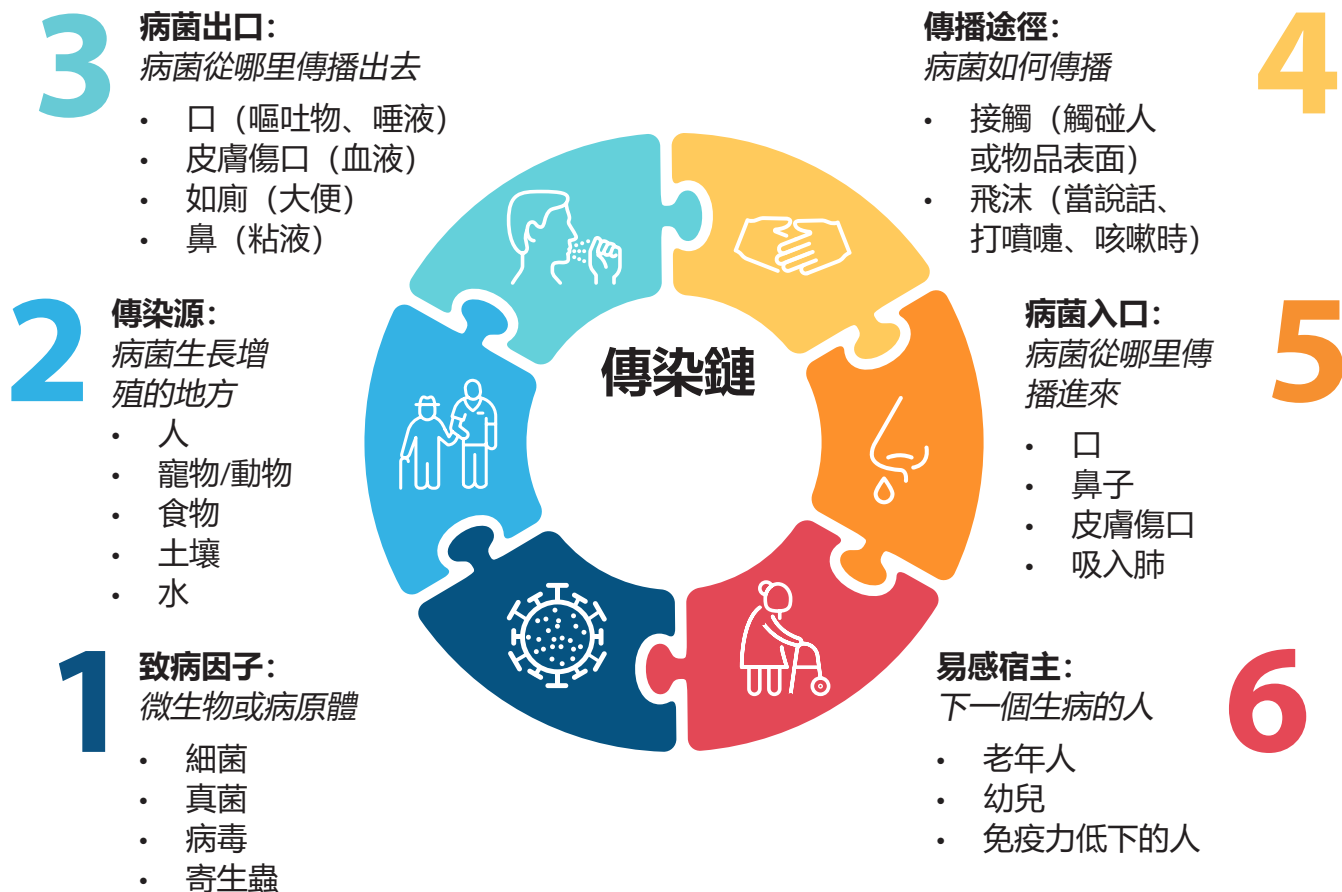 3
病菌出口：
病菌從哪里傳播出去
• 口（嘔吐物、唾液）
• 皮膚傷口（血液）
• 如廁（大便）
• 鼻（粘液）
4
傳播途徑：
病菌如何傳播
• 接觸（觸碰人
或物品表面）
• 飛沫（當說話、
打噴嚏、咳嗽時）
2
傳染源：
病菌生長增
殖的地方
• 人
• 寵物/動物
• 食物
• 土壤
• 水
傳染鏈
5
病菌入口：
病菌從哪里傳
播進來
• 口
• 鼻子
• 皮膚傷口
• 吸入肺
1
致病因子：
微生物或病原體
• 細菌
• 真菌
• 病毒
• 寄生蟲
6
易感宿主：
下一個生病的人
• 老年人
• 幼兒
• 免疫力低下的人